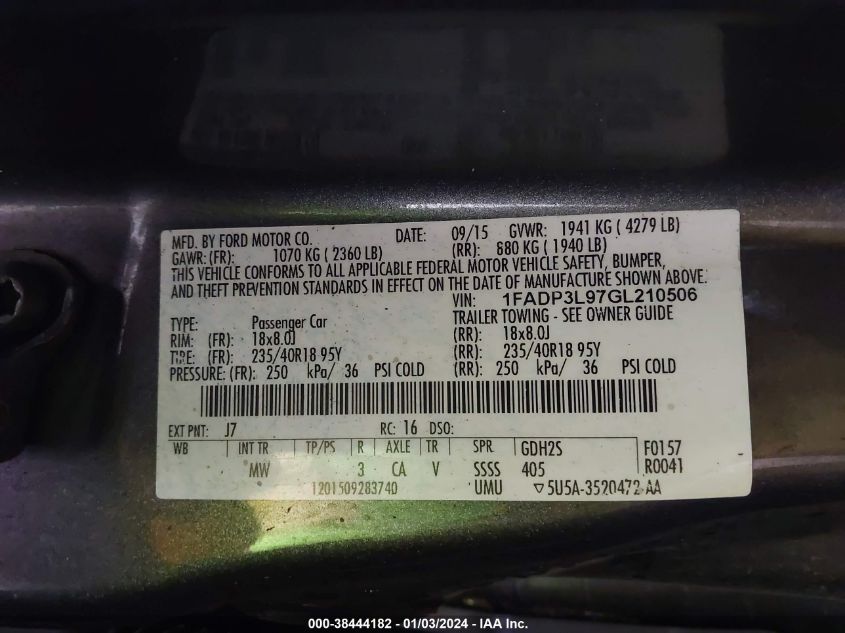 MFD. BY FORD MOTOR CO. DATE: 09/15 GVWR: 1941 KG ( 4279 LB)
GAWR:(FR): 1070 KG ( 2360 LB) (RR): 880 KG ( 1940 LB)
THIS VEHICLE CONFORMS TO ALL APPLICABLE FEDERAL MOTOR VEHICLE SAFETY, BUMPER,
AND THEFT PREVENTION STANDARDS IN EFFECT ON THE DATE OF MANUFACTURE SHOWN ABOVE.
VIN: 1FADP3L97GL210506
TYPE: Passenger Car TRAILER TOWING - SEE OWNER GUIDE
RIM: (FR): 18x8.0J (RR): 18x8.0J
TIRE: (FR): 235/40R18 95Y (RR): 235/40R18 95Y
PRESSURE: (FR): 250 kPa/ 36 PSI COLD (RR): 250 kPa/ 36 PSI COLD
EXT PNT: J7 RC: 16 DSO:
WB INT TR TP/PS R AXLE TR SPR GDH2S F0157
MW 3 CA V SSSS 405 R0041
1201509283740 UMU ▽5U5A-3520472-AA
000-38444182 - 01/03/2024 - IAA Inc.